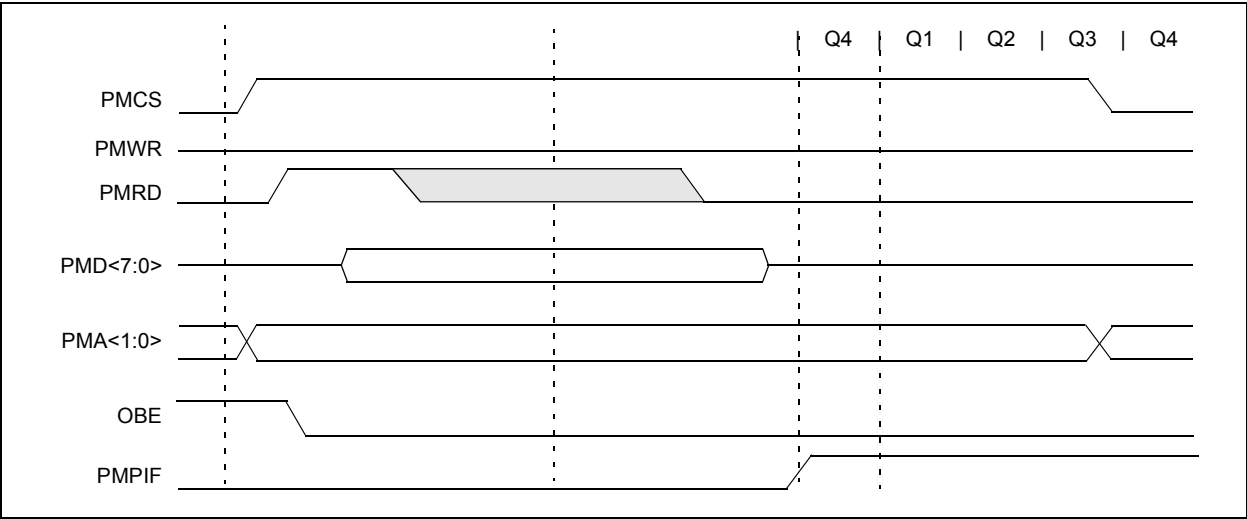 | Q4 | Q1 | Q2 | Q3 | Q4
PMCS
PMWR
PMRD
PMD<7:0>
PMA<1:0>
OBE
PMPIF